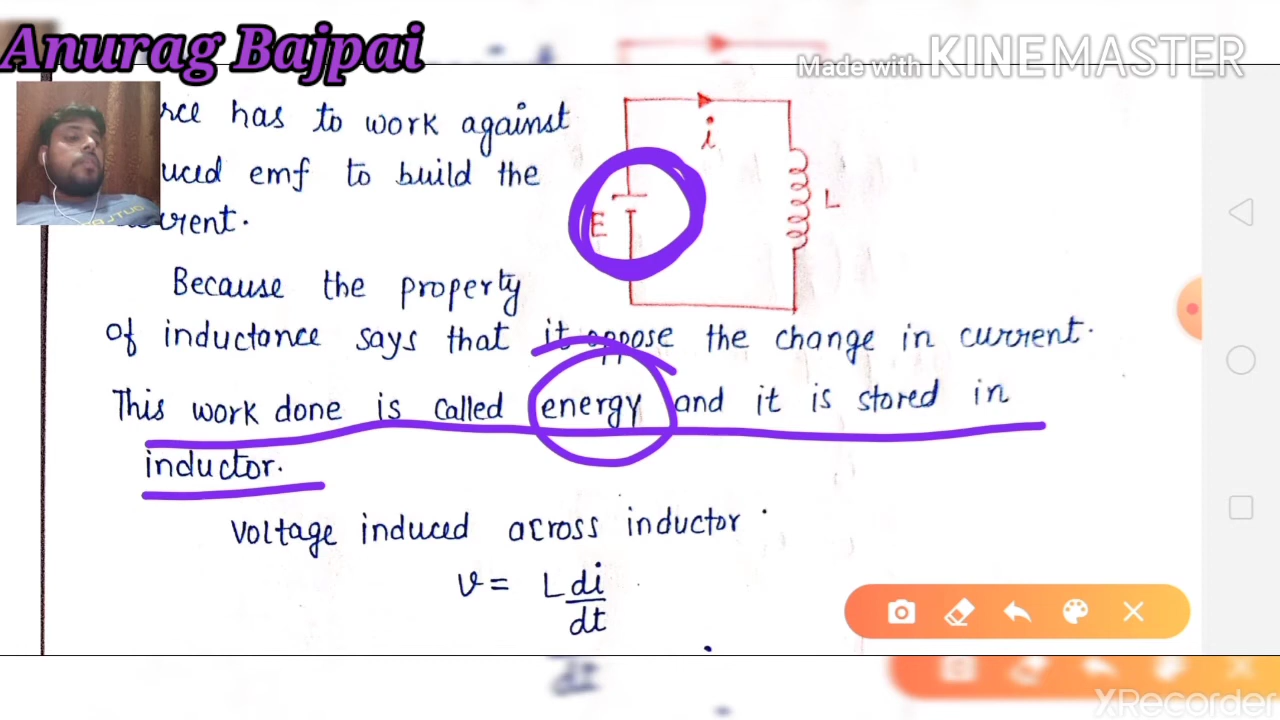 Anurag Bajpai
Made with KINEMASTER
has to work against
emf to build the
i
E
L
Because the property
of inductance says that it oppose the change in current.
This work done is called energy and it is stored in
inductor.
Voltage induced across inductor
v = L di
dt
dt
XRecorder